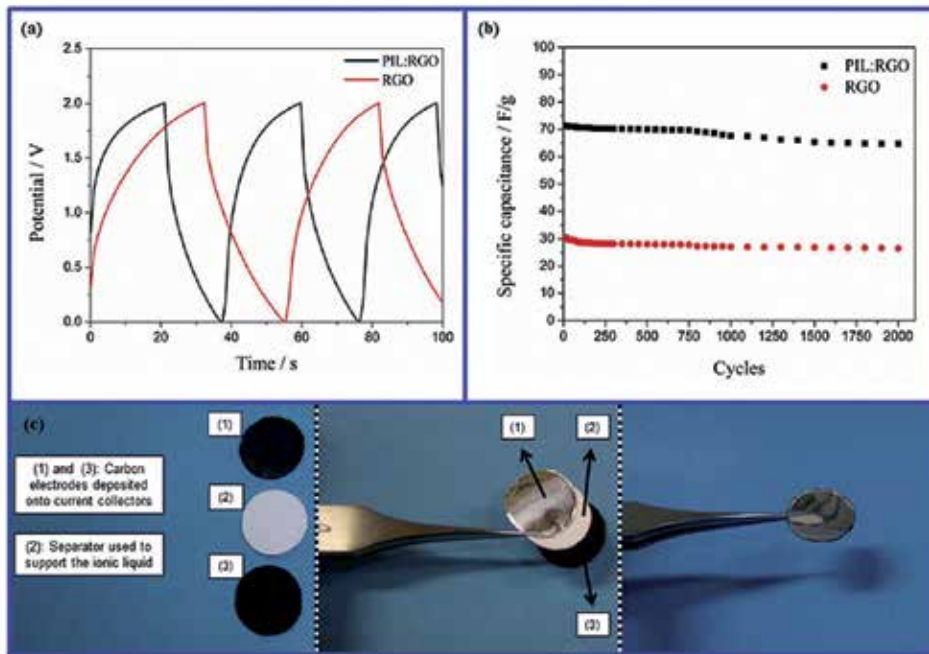 (a)
2.5
2.0
1.5
1.0
0.5
0.0
0
20
40
60
80
100
Potential / V
Time / s
PIL:RGO
RGO
(b)
100
90
80
70
60
50
40
30
20
10
0
0
250
500
750
1000
1250
1500
1750
2000
Specific capacitance / F/g
Cycles
PIL:RGO
RGO
(c)
(1) and (3): Carbon
electrodes deposited
onto current collectors
(2): Separator used to
support the ionic liquid
(1)
(2)
(3)
(1)
(2)
(3)